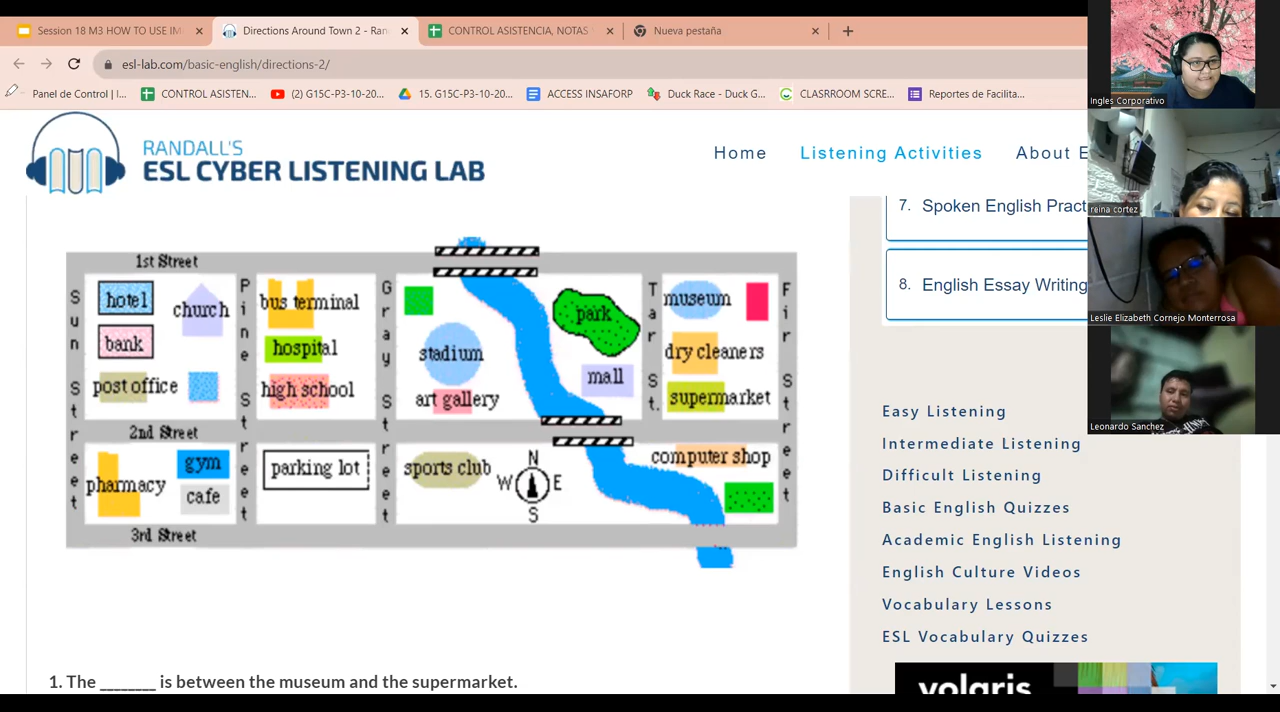 Session 18 M3 HOW TO USE IM
Directions Around Town 2 - Ran
CONTROL ASISTENCIA, NOTAS
Nueva pestaña
esl-lab.com/basic-english/directions-2/
Panel de Control | I...
CONTROL ASISTEN...
(2) G15C-P3-10-20...
15. G15C-P3-10-20...
ACCESS INSAFORP
Duck Race - Duck G...
CLASRROOM SCRE...
Reportes de Facilita...
Ingles Corporativo
reina cortez
Leslie Elizabeth Cornejo Monterrosa
Leonardo Sanchez
RANDALL'S
ESL CYBER LISTENING LAB
Home
Listening Activities
About E
7. Spoken English Pract
8. English Essay Writing
1st Street
Sun Street
hotel
church
bank
post office
Pine Street
bus terminal
hospital
high school
Gray Street
stadium
art gallery
park
mall
Tar St.
museum
dry cleaners
supermarket
Fir Street
2nd Street
pharmacy
gym
cafe
parking lot
sports club
N
W E
S
computer shop
3rd Street
Easy Listening
Intermediate Listening
Difficult Listening
Basic English Quizzes
Academic English Listening
English Culture Videos
Vocabulary Lessons
ESL Vocabulary Quizzes
1. The ________ is between the museum and the supermarket.
volaris